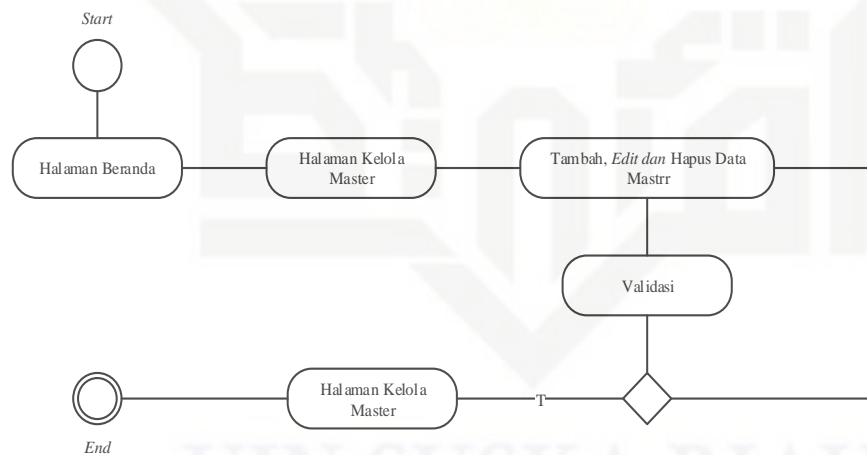 Start
Halaman Beranda
Halaman Kelola
Master
Tambah, Edit dan Hapus Data
Mastrr
Validasi
Halaman Kelola
Master
T
End